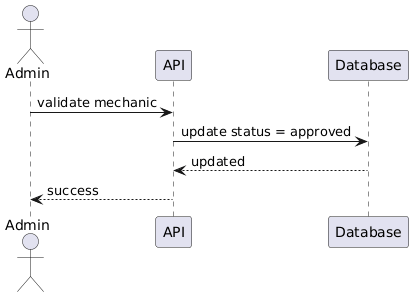 Admin
API
Database
validate mechanic
update status = approved
updated
success
Admin
API
Database